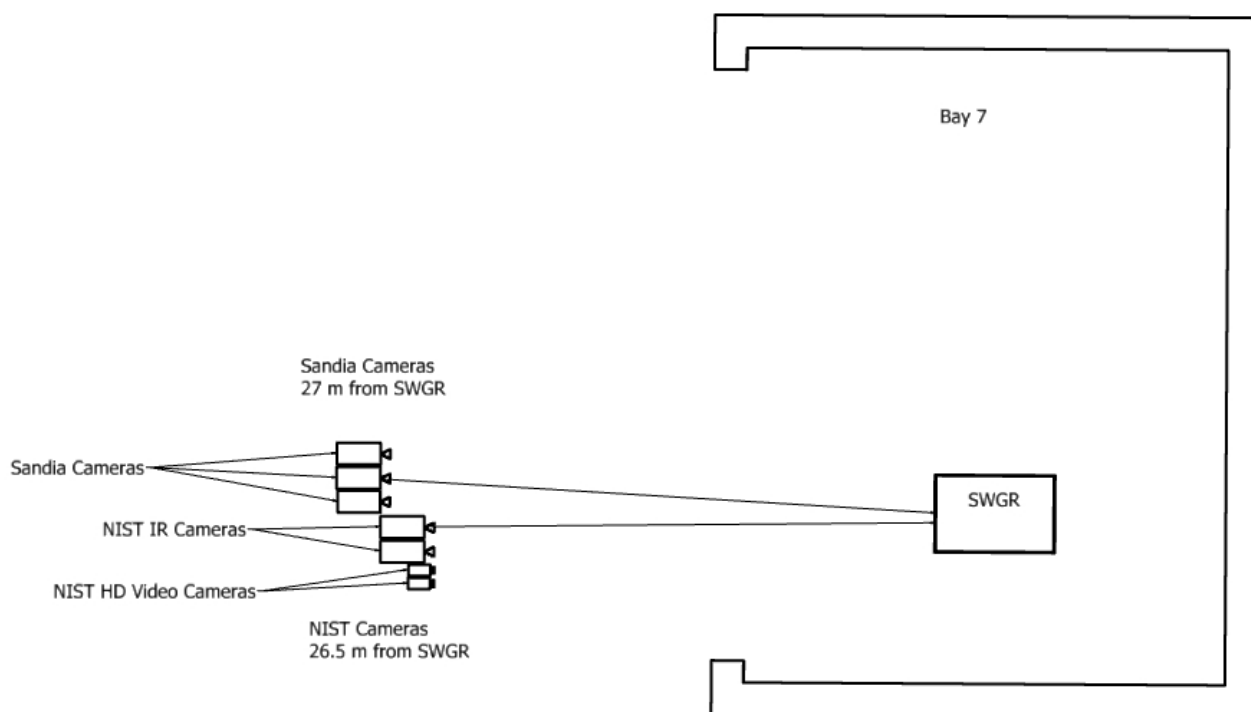 Bay 7
Sandia Cameras
27 m from SWGR
Sandia Cameras
SWGR
NIST IR Cameras
NIST HD Video Cameras
NIST Cameras
26.5 m from SWGR